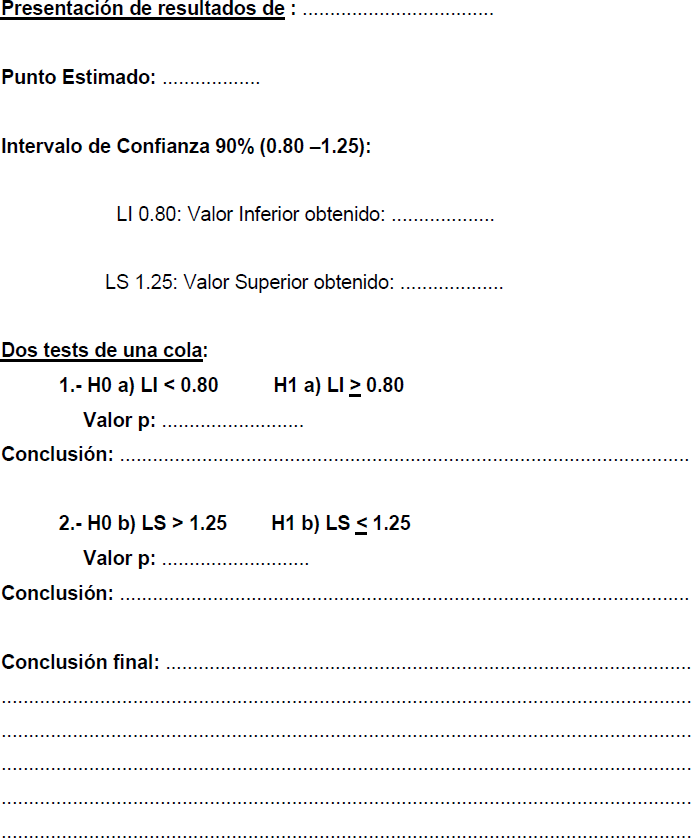 Presentación de resultados de : ...................................
Punto Estimado: ..................
Intervalo de Confianza 90% (0.80 –1.25):
LI 0.80: Valor Inferior obtenido: ...................
LS 1.25: Valor Superior obtenido: ...................
Dos tests de una cola:
1.- H0 a) LI < 0.80 H1 a) LI > 0.80
Valor p: ..........................
Conclusión: ........................................................................................................
2.- H0 b) LS > 1.25 H1 b) LS < 1.25
Valor p: ...........................
Conclusión: ........................................................................................................
Conclusión final: ................................................................................................
..............................................................................................................................
..............................................................................................................................
..............................................................................................................................
..............................................................................................................................
..............................................................................................................................